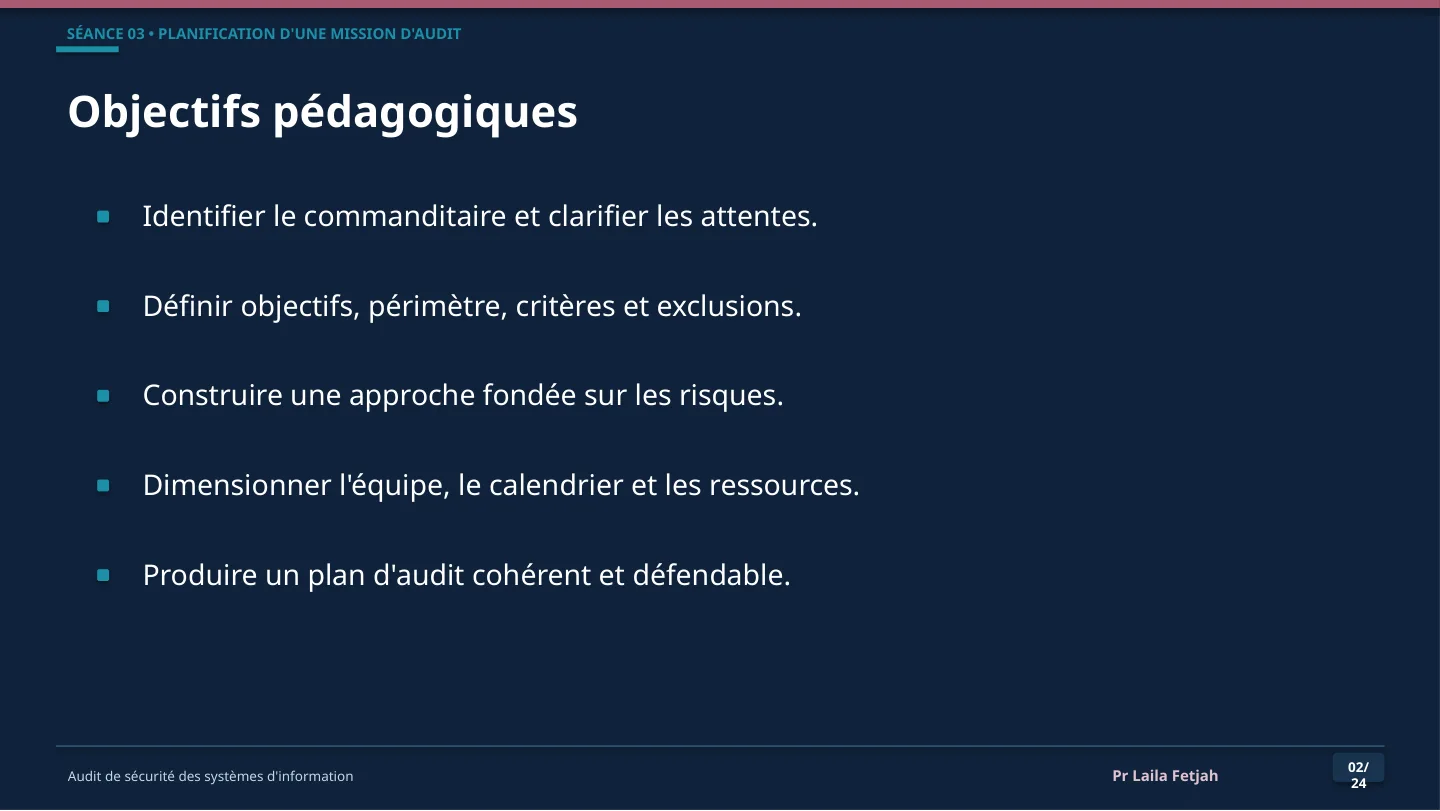 SÉANCE 03 • PLANIFICATION D'UNE MISSION D'AUDIT
Objectifs pédagogiques
Identifier le commanditaire et clarifier les attentes.
Définir objectifs, périmètre, critères et exclusions.
Construire une approche fondée sur les risques.
Dimensionner l'équipe, le calendrier et les ressources.
Produire un plan d'audit cohérent et défendable.
Audit de sécurité des systèmes d'information
Pr Laila Fetjah
02/
24